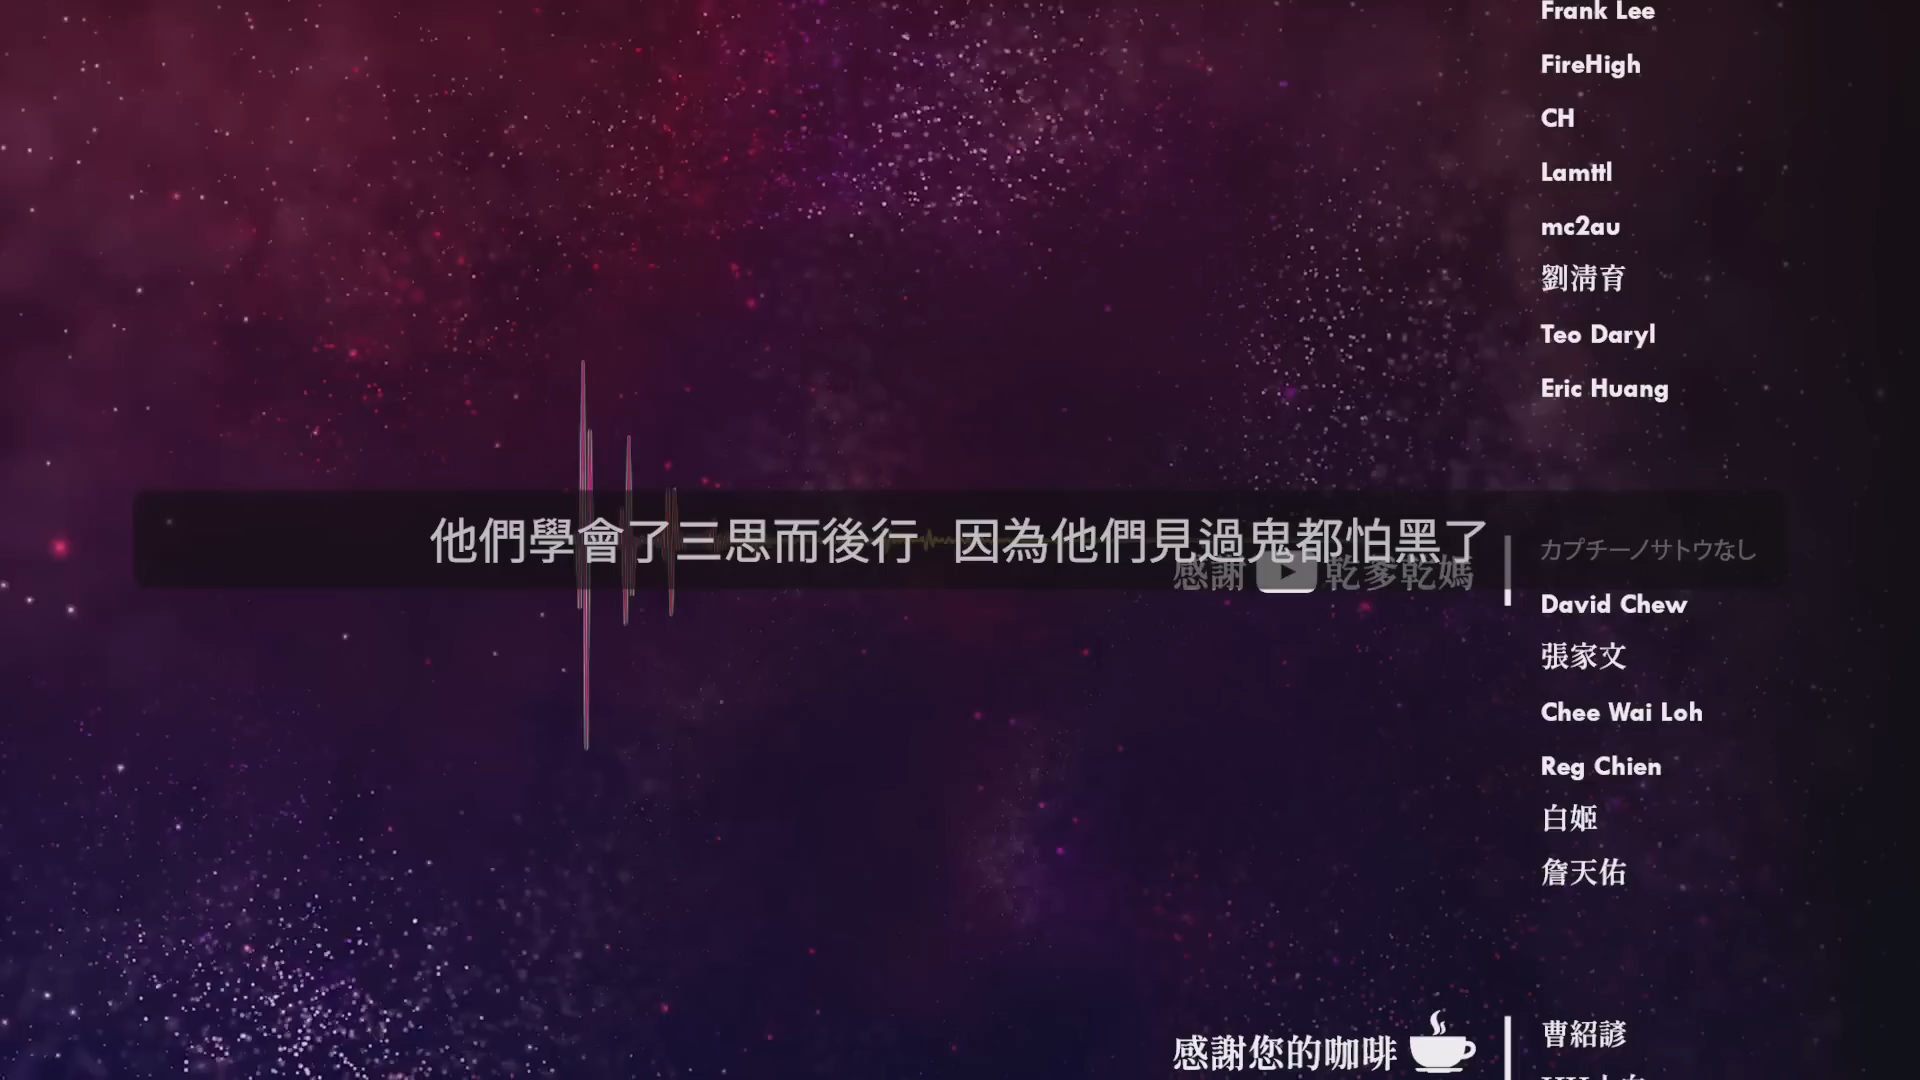 Frank Lee
FireHigh
CH
Lamttl
mc2au
劉清育
Teo Daryl
Eric Huang
他們學會了三思而後行 因為他們見過鬼都怕黑了
感謝 乾爹乾媽
カプチーノサトウなし
David Chew
張家文
Chee Wai Loh
Reg Chien
白姬
詹天佑
感謝您的咖啡
曹紹諺